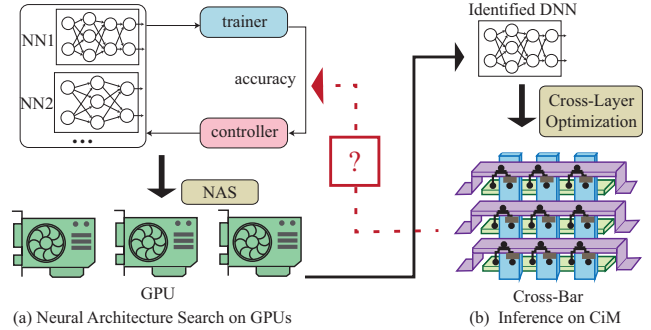 NN1
NN2
...
trainer
accuracy
controller
NAS
GPU
(a) Neural Architecture Search on GPUs
?
Identified DNN
Cross-Layer
Optimization
Cross-Bar
(b) Inference on CiM